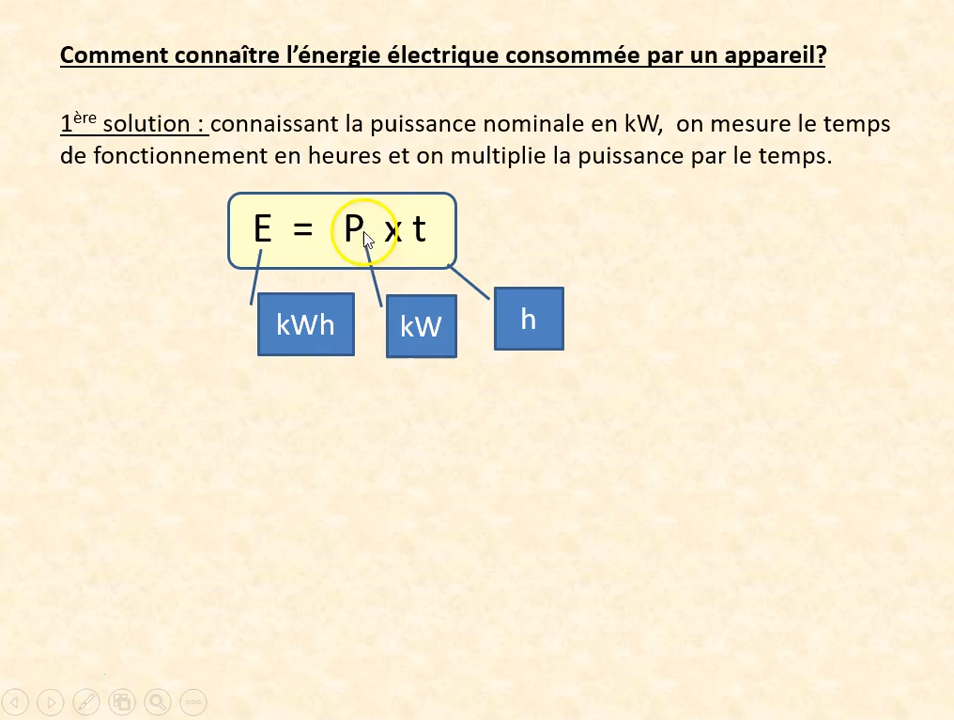 Comment connaître l’énergie électrique consommée par un appareil?
1ère solution : connaissant la puissance nominale en kW, on mesure le temps
de fonctionnement en heures et on multiplie la puissance par le temps.
E = P x t
kWh kW h